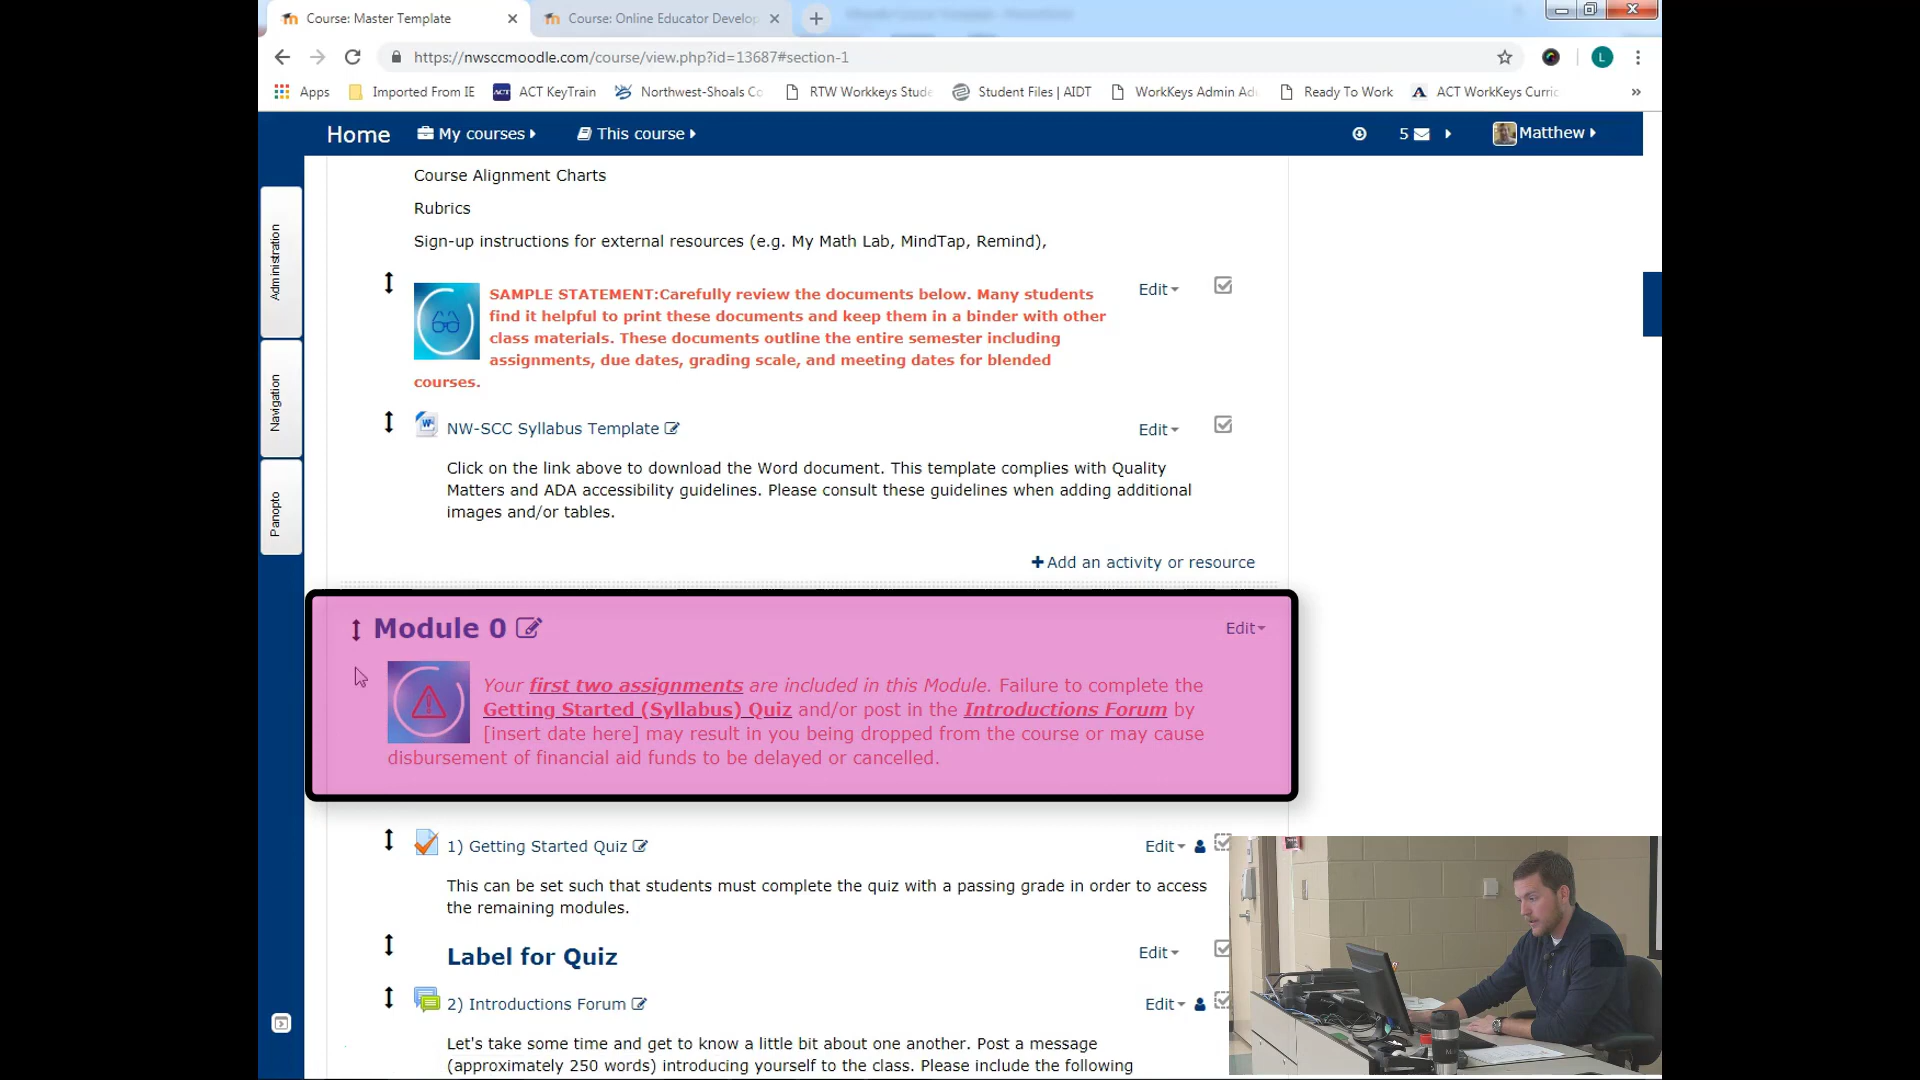 Course: Master Template
Course: Online Educator Develop
https://nwsccmoodle.com/course/view.php?id=13687#section-1
L
Apps
Imported From IE
ACT
ACT KeyTrain
Northwest-Shoals Co
RTW Workkeys Stude
Student Files | AIDT
WorkKeys Admin Ad
Ready To Work
ACT WorkKeys Curric
Home
My courses
This course
5
Matthew
Administration
Navigation
Panopto
Course Alignment Charts
Rubrics
Sign-up instructions for external resources (e.g. My Math Lab, MindTap, Remind),
SAMPLE STATEMENT:Carefully review the documents below. Many students
find it helpful to print these documents and keep them in a binder with other
class materials. These documents outline the entire semester including
assignments, due dates, grading scale, and meeting dates for blended
courses.
Edit
NW-SCC Syllabus Template
Edit
Click on the link above to download the Word document. This template complies with Quality
Matters and ADA accessibility guidelines. Please consult these guidelines when adding additional
images and/or tables.
+Add an activity or resource
Module 0
Edit
Your first two assignments are included in this Module. Failure to complete the
Getting Started (Syllabus) Quiz and/or post in the Introductions Forum by
[insert date here] may result in you being dropped from the course or may cause
disbursement of financial aid funds to be delayed or cancelled.
1) Getting Started Quiz
Edit
This can be set such that students must complete the quiz with a passing grade in order to access
the remaining modules.
Label for Quiz
Edit
2) Introductions Forum
Edit
Let's take some time and get to know a little bit about one another. Post a message
(approximately 250 words) introducing yourself to the class. Please include the following